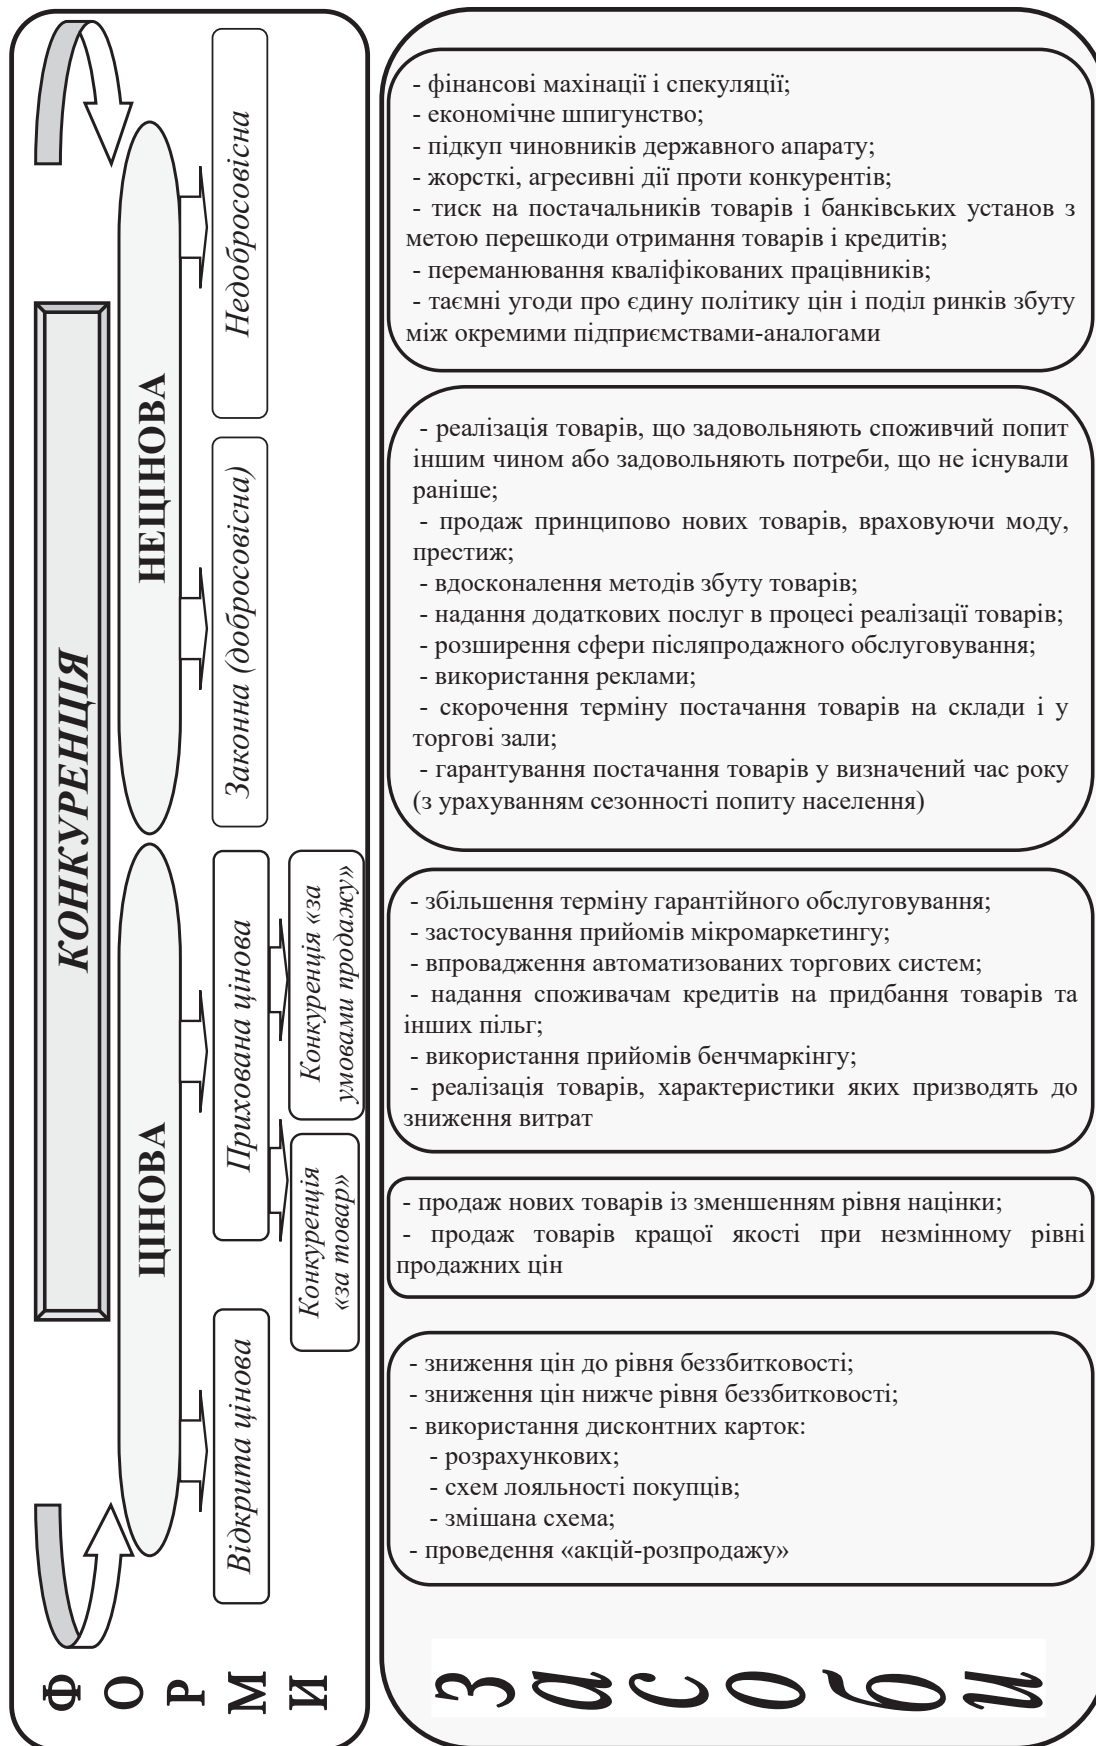 КОНКУРЕНЦІЯ
НЕЦІНОВА
ЦІНОВА
Недобросовісна
Законна (добросовісна)
Прихована цінова
Відкрита цінова
Конкуренція «за
умовами продажу»
Конкуренція
«за товар»
ФОРМИ
- фінансові махінації і спекуляції;
- економічне шпигунство;
- підкуп чиновників державного апарату;
- жорсткі, агресивні дії проти конкурентів;
- тиск на постачальників товарів і банківських установ з
метою перешкоди отримання товарів і кредитів;
- переманювання кваліфікованих працівників;
- таємні угоди про єдину політику цін і поділ ринків збуту
між окремими підприємствами-аналогами
- реалізація товарів, що задовольняють споживчий попит
іншим чином або задовольняють потреби, що не існували
раніше;
- продаж принципово нових товарів, враховуючи моду,
престиж;
- вдосконалення методів збуту товарів;
- надання додаткових послуг в процесі реалізації товарів;
- розширення сфери післяпродажного обслуговування;
- використання реклами;
- скорочення терміну постачання товарів на склади і у
торгові зали;
- гарантування постачання товарів у визначений час року
(з урахуванням сезонності попиту населення)
- збільшення терміну гарантійного обслуговування;
- застосування прийомів мікромаркетингу;
- впровадження автоматизованих торгових систем;
- надання споживачам кредитів на придбання товарів та
інших пільг;
- використання прийомів бенчмаркінгу;
- реалізація товарів, характеристики яких призводять до
зниження витрат
- продаж нових товарів із зменшенням рівня націнки;
- продаж товарів кращої якості при незмінному рівні
продажних цін
- зниження цін до рівня беззбитковості;
- зниження цін нижче рівня беззбитковості;
- використання дисконтних карток:
- розрахункових;
- схем лояльності покупців;
- змішана схема;
- проведення «акцій-розпродажу»
Засоби